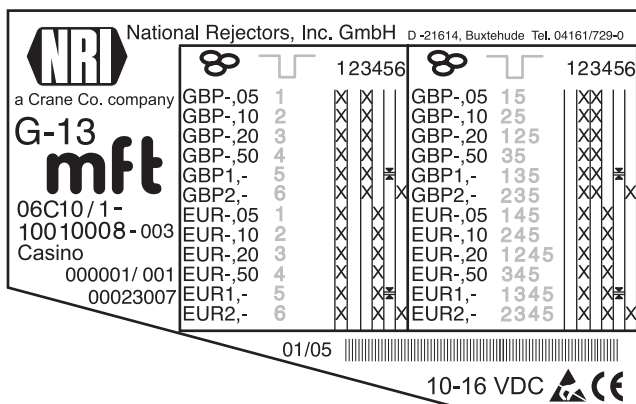 NRI
National Rejectors, Inc. GmbH D -21614, Buxtehude Tel. 04161/729-0
a Crane Co. company
G-13
mft
06C10/1-
10010008-003
Casino
000001/001
00023007
123456
GBP-,05 1 X X
GBP-,10 2 X X
GBP-,20 3 X X
GBP-,50 4 X X
GBP1,- 5 X X
GBP2,- 6 X X X
EUR-,05 1 X X
EUR-,10 2 X X
EUR-,20 3 X X
EUR-,50 4 X X
EUR1,- 5 X X
EUR2,- 6 X X X
123456
GBP-,05 15 X X
GBP-,10 25 X X
GBP-,20 125 X X
GBP-,50 35 X X
GBP1,- 135 X X
GBP2,- 235 X X X
EUR-,05 145 X X
EUR-,10 245 X X
EUR-,20 1245 X X
EUR-,50 345 X X
EUR1,- 1345 X X
EUR2,- 2345 X X X
01/05
10-16 VDC CE